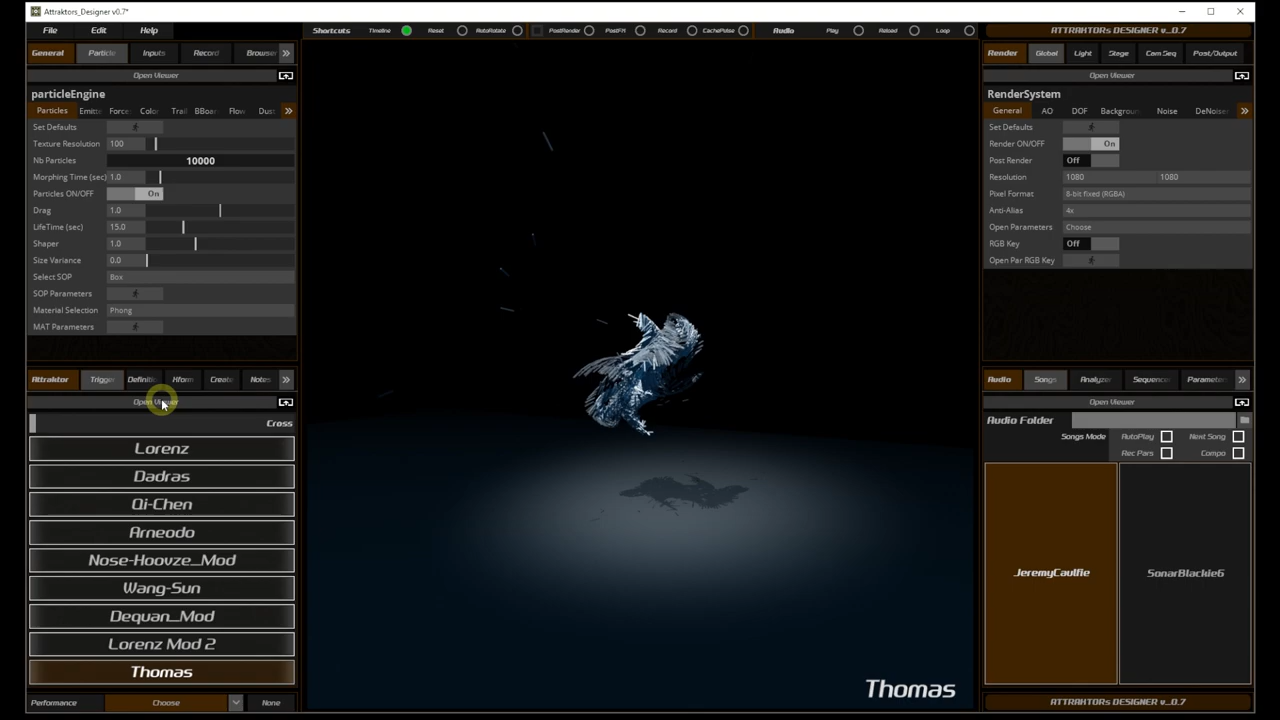 Attraktors_Designer v0.7*
File Edit Help
Shortcuts Timeline Reset AutoRotate PostRender PostFX Record CachePulse Audio Play Reload Loop
ATTRAKTORs DESIGNER v...0.7
General Particle Inputs Record Browser »
Open Viewer
particleEngine
Particles Emitte Force Color Trail BBoar Flow Dust »
Set Defaults
Texture Resolution 100
Nb Particles 10000
Morphing Time (sec) 1.0
Particles ON/OFF On
Drag 1.0
LifeTime (sec) 15.0
Shaper 1.0
Size Variance 0.0
Select SOP Box
SOP Parameters
Material Selection Phong
MAT Parameters
Attraktor Trigger Definiti Xform Create Notes »
Open Viewer
Cross
Lorenz
Dadras
Qi-Chen
Arneodo
Nose-Hoovze_Mod
Wang-Sun
Dequan_Mod
Lorenz Mod 2
Thomas
Performance Choose None
Thomas
Render Global Light Stage Cam Seq Post/Output
Open Viewer
RenderSystem
General AO DOF Backgroun Noise DeNoise »
Set Defaults
Render ON/OFF On
Post Render Off
Resolution 1080 1080
Pixel Format 8-bit fixed (RGBA)
Anti-Alias 4x
Open Parameters Choose
RGB Key Off
Open Par RGB Key
Audio Songs Analyzer Sequence Parameter »
Open Viewer
Audio Folder
Songs Mode AutoPlay Next Song
Rec Pars Compo
JeremyCaulfie SonarBlackie6
ATTRAKTORs DESIGNER v...0.7